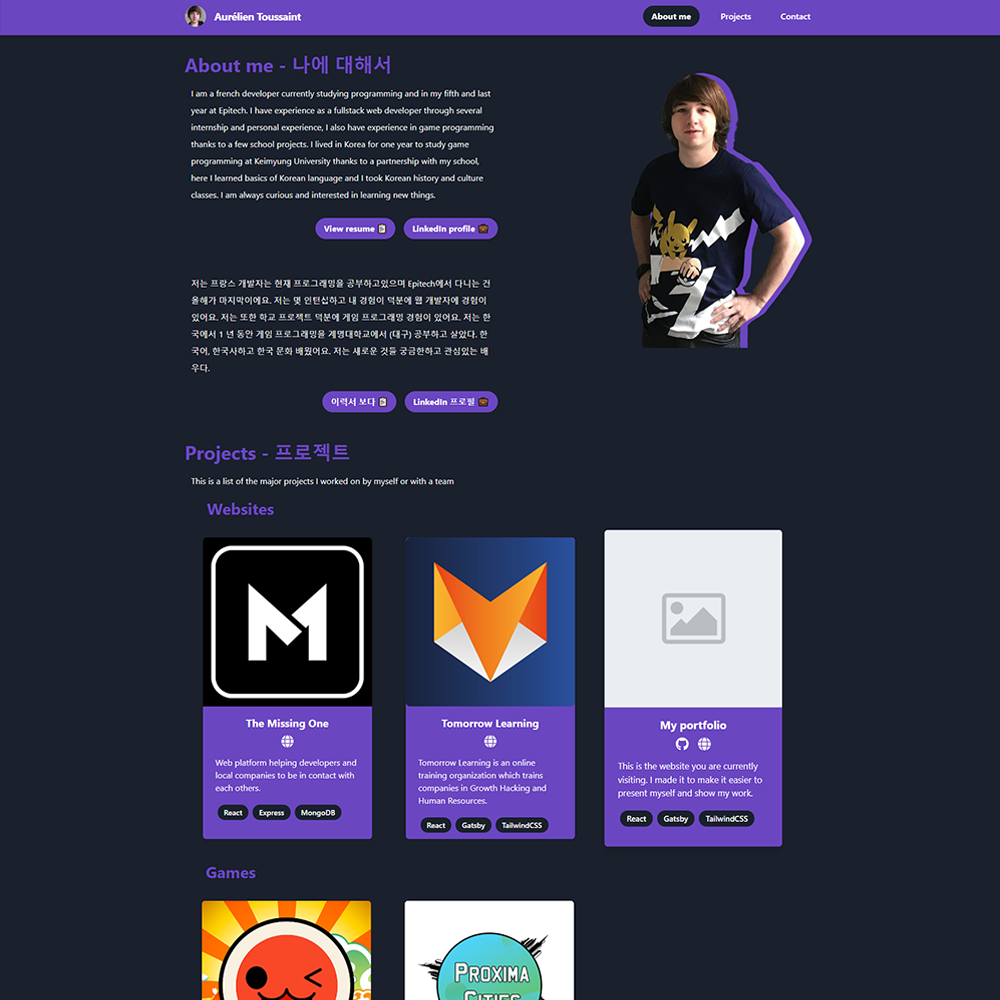 Aurélien Toussaint
About me
Projects
Contact
About me - 나에 대해서
I am a french developer currently studying programming and in my fifth and last
year at Epitech. I have experience as a fullstack web developer through several
internship and personal experience, I also have experience in game programming
thanks to a few school projects. I lived in Korea for one year to study game
programming at Keimyung University thanks to a partnership with my school,
here I learned basics of Korean language and I took Korean history and culture
classes. I am always curious and interested in learning new things.
View resume
LinkedIn profile
저는 프랑스 개발자는 현재 프로그래밍을 공부하고있으며 Epitech에서 다니는 건
올해가 마지막이에요. 저는 몇 인턴십하고 내 경험이 덕분에 웹 개발자에 경험이
있어요. 저는 또한 학교 프로젝트 덕분에 게임 프로그래밍 경험이 있어요. 저는 한
국에서 1 년 동안 게임 프로그래밍을 계명대학교에서 (대구) 공부하고 살았다. 한
국어, 한국사하고 한국 문화 배웠어요. 저는 새로운 것들 궁금한하고 관심있는 배
우다.
이력서 보다
LinkedIn 프로필
Projects - 프로젝트
This is a list of the major projects I worked on by myself or with a team
Websites
M
The Missing One
Web platform helping developers and
local companies to be in contact with
each others.
React Express MongoDB
Tomorrow Learning
Tomorrow Learning is an online
training organization which trains
companies in Growth Hacking and
Human Resources.
React Gatsby TailwindCSS
My portfolio
This is the website you are currently
visiting. I made it to make it easier to
present myself and show my work.
React Gatsby TailwindCSS
Games
PROXIMA
CITIES